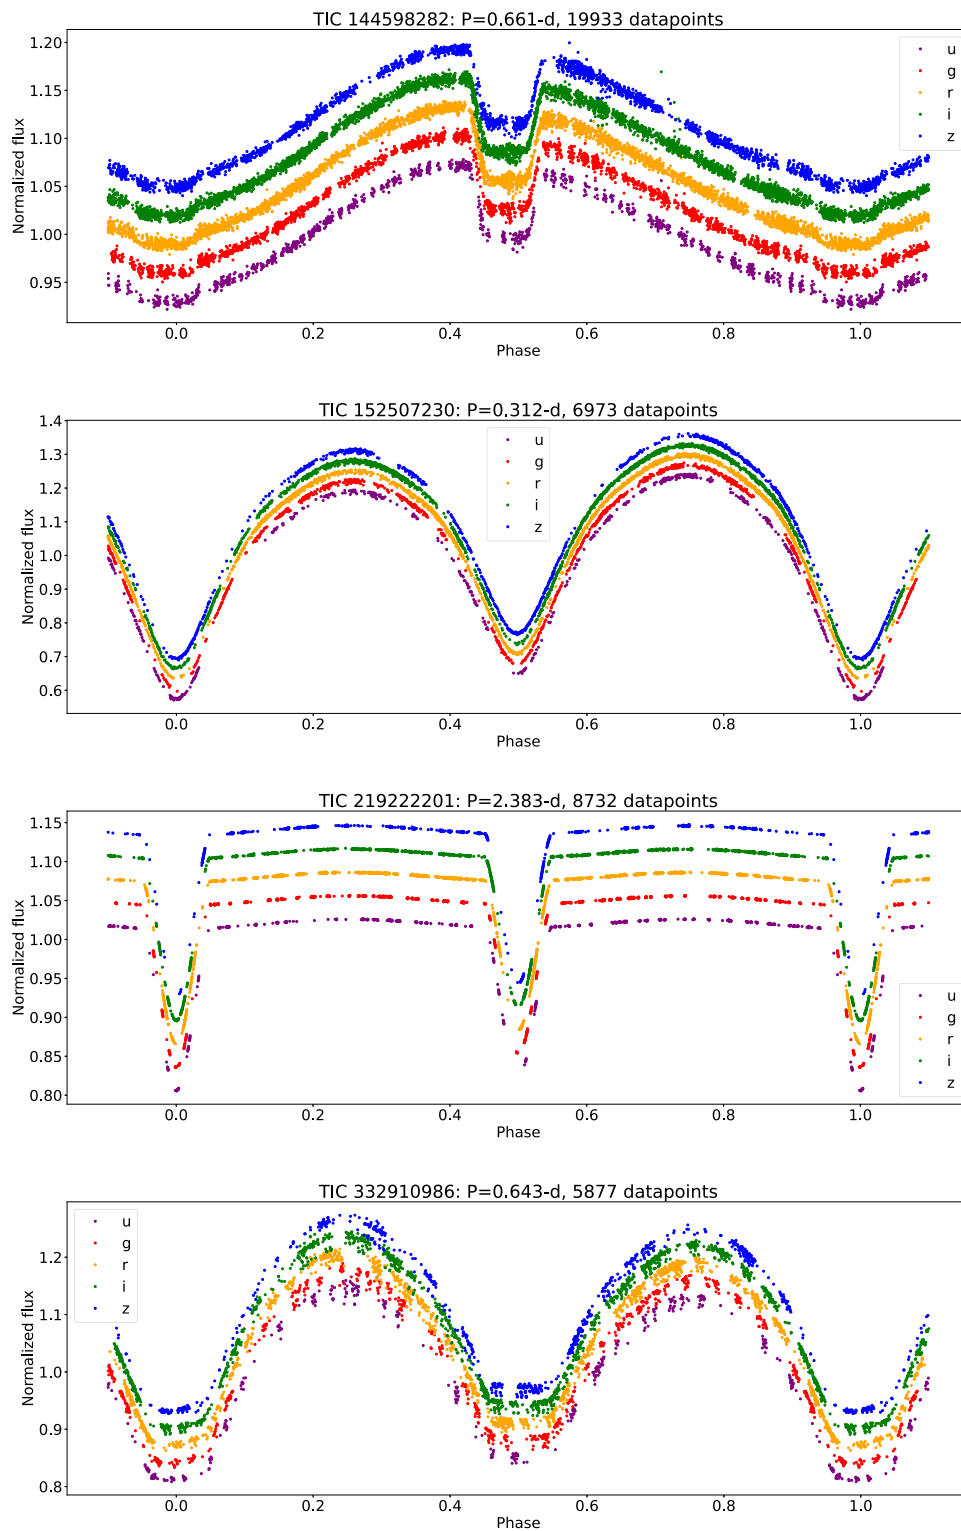 TIC 144598282: P=0.661-d, 19933 datapoints
1.20
1.15
1.10
1.05
1.00
0.95
Normalized flux
u
g
r
i
z
0.0 0.2 0.4 0.6 0.8 1.0
Phase
TIC 152507230: P=0.312-d, 6973 datapoints
1.4
1.3
1.2
1.1
1.0
0.9
0.8
0.7
0.6
Normalized flux
u
g
r
i
z
0.0 0.2 0.4 0.6 0.8 1.0
Phase
TIC 219222201: P=2.383-d, 8732 datapoints
1.15
1.10
1.05
1.00
0.95
0.90
0.85
0.80
Normalized flux
u
g
r
i
z
0.0 0.2 0.4 0.6 0.8 1.0
Phase
TIC 332910986: P=0.643-d, 5877 datapoints
1.2
1.1
1.0
0.9
0.8
Normalized flux
u
g
r
i
z
0.0 0.2 0.4 0.6 0.8 1.0
Phase